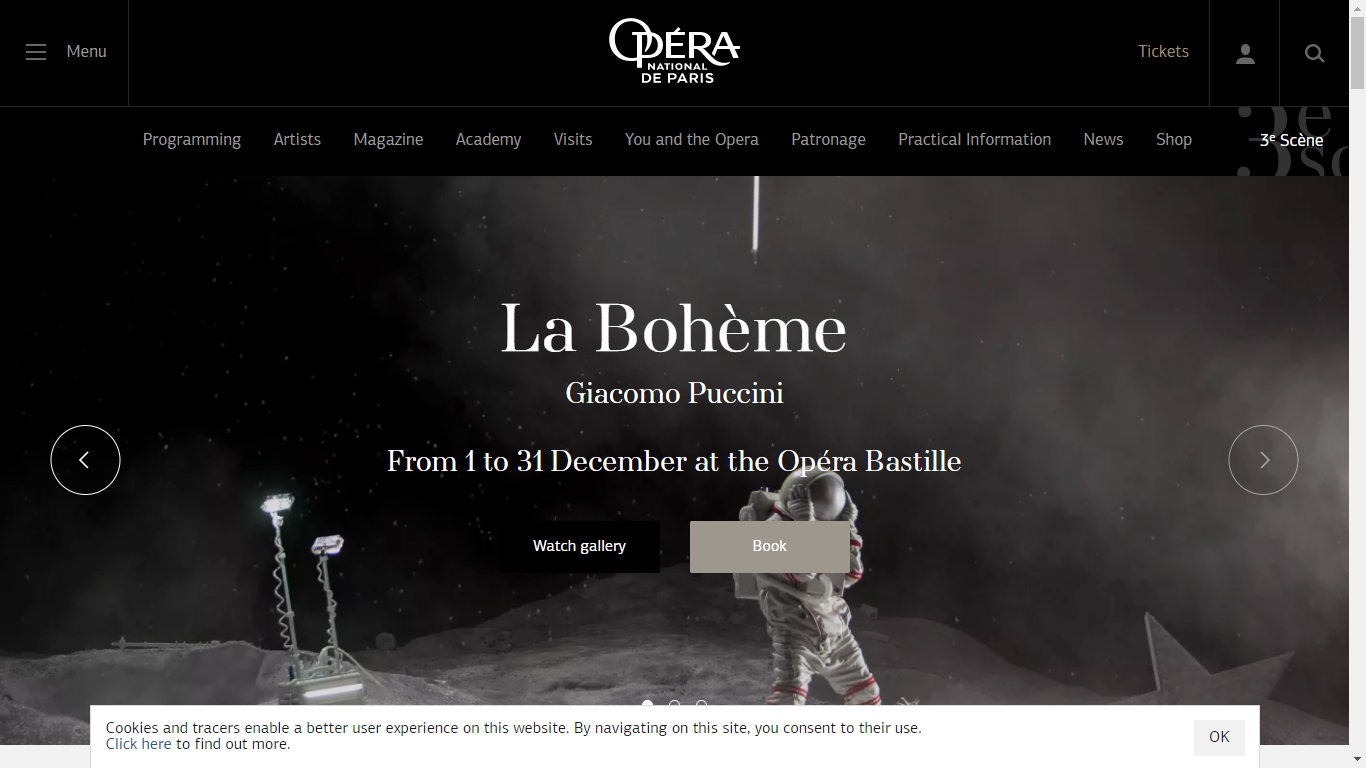 Menu
OPÉRA
NATIONAL
DE PARIS
Tickets
Programming
Artists
Magazine
Academy
Visits
You and the Opera
Patronage
Practical Information
News
Shop
3e Scène
La Bohème
Giacomo Puccini
From 1 to 31 December at the Opéra Bastille
Watch gallery
Book
Cookies and tracers enable a better user experience on this website. By navigating on this site, you consent to their use.
Click here to find out more.
OK